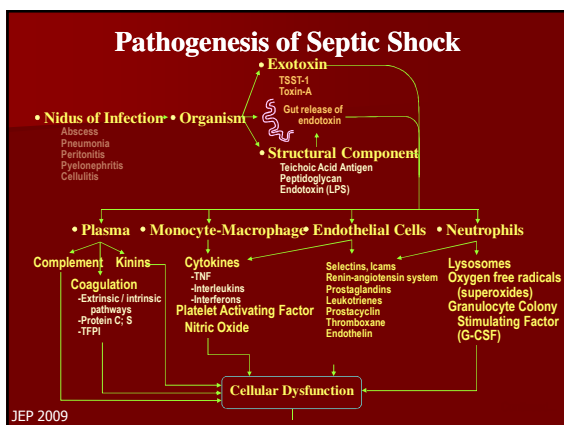 Pathogenesis of Septic Shock
• Exotoxin
TSST-1
Toxin-A
Gut release of
endotoxin
• Nidus of Infection
• Organism
Abscess
Pneumonia
Peritonitis
Pyelonephritis
Cellulitis
• Structural Component
Teichoic Acid Antigen
Peptidoglycan
Endotoxin (LPS)
• Plasma
• Monocyte-Macrophage
• Endothelial Cells
• Neutrophils
Complement
Kinins
Coagulation
-Extrinsic / intrinsic
pathways
-Protein C; S
-TFPI
Cytokines
-TNF
-Interleukins
-Interferons
Platelet Activating Factor
Nitric Oxide
Selectins, Icams
Renin-angiotensin system
Prostaglandins
Leukotrienes
Prostacyclin
Thromboxane
Endothelin
Lysosomes
Oxygen free radicals
(superoxides)
Granulocyte Colony
Stimulating Factor
(G-CSF)
Cellular Dysfunction
JEP 2009